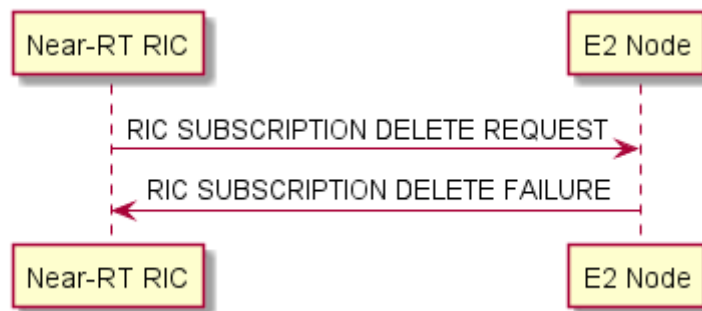 Near-RT RIC
E2 Node
RIC SUBSCRIPTION DELETE REQUEST
RIC SUBSCRIPTION DELETE FAILURE
Near-RT RIC
E2 Node